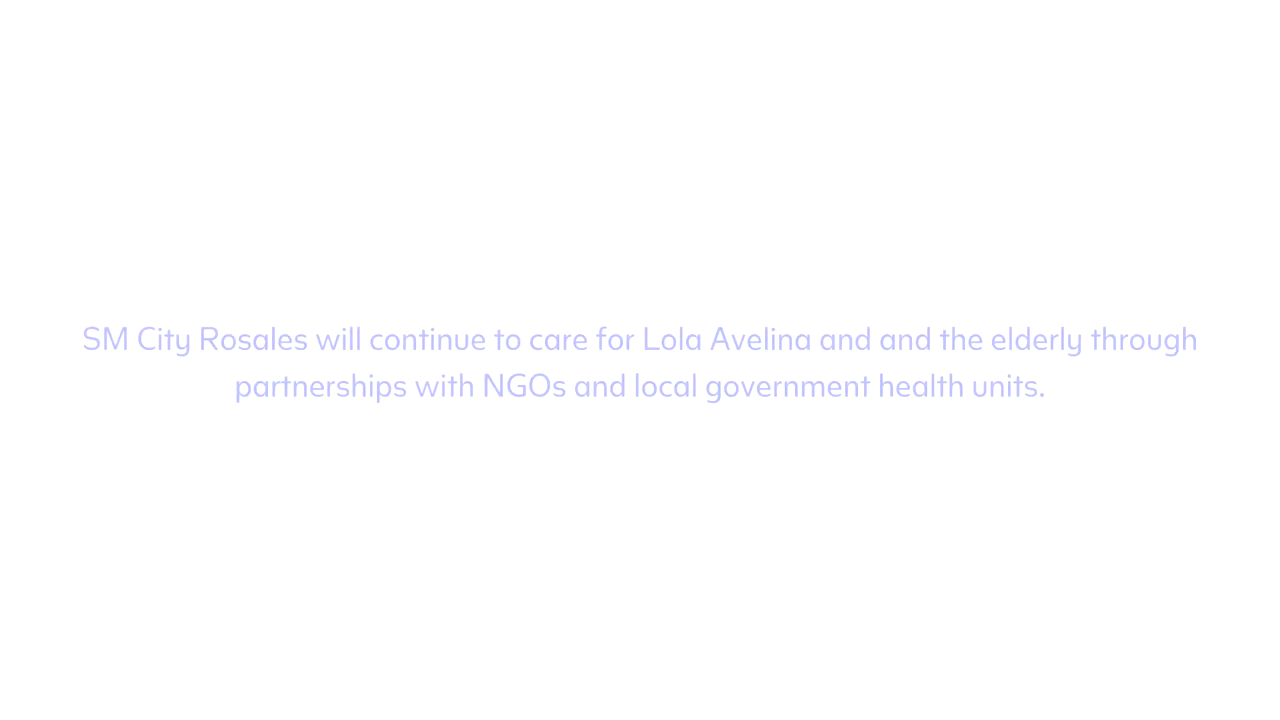 SM City Rosales will continue to care for Lola Avelina and and the elderly through
partnerships with NGOs and local government health units.